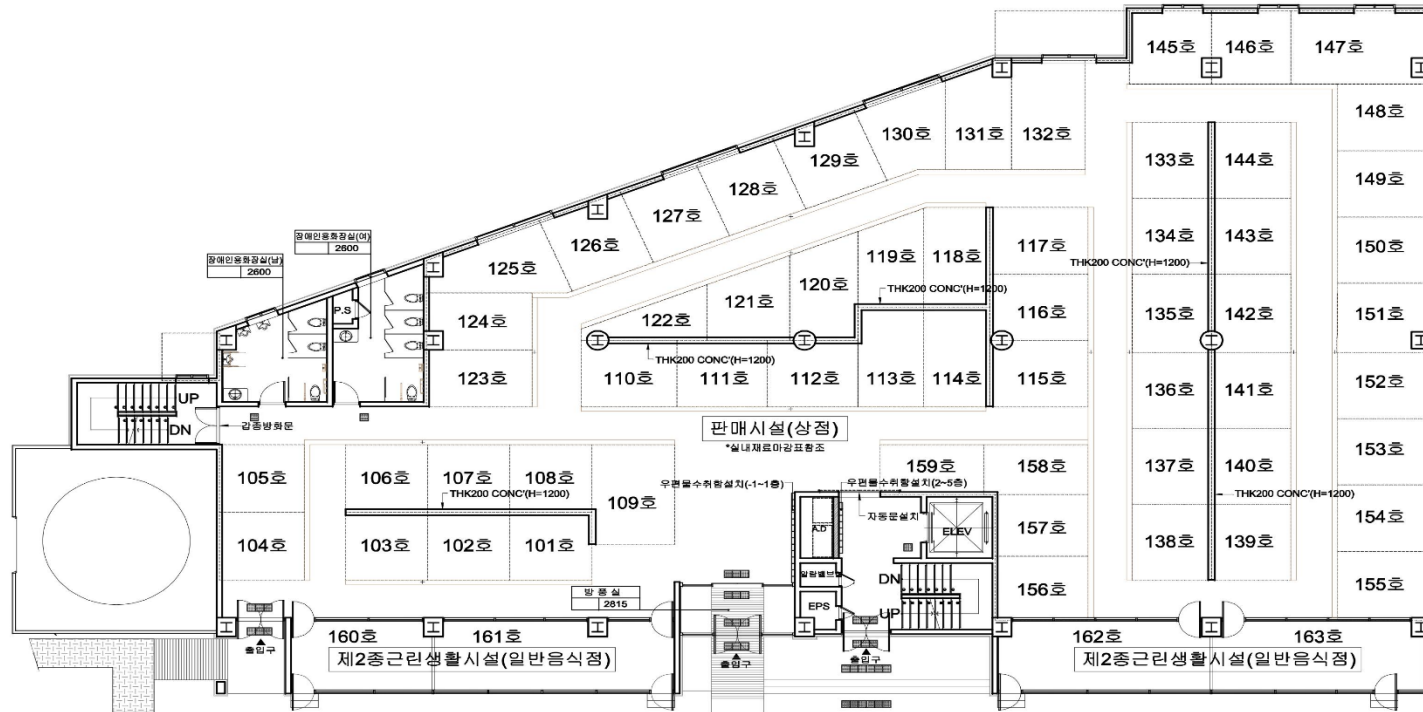 145호 146호 147호
130호 131호 132호
148호
129호
133호 144호
128호
149호
127호
장애인용화장실(여)
2600
126호
117호
134호 143호
150호
장애인용화장실(남)
2600
125호
119호 118호
THK200 CONC'(H=1200)
120호
THK200 CONC'(H=1200)
P.S
121호
124호
122호
116호
135호 142호
151호
THK200 CONC'(H=1200)
123호
110호 111호 112호 113호 114호 115호
136호 141호
152호
UP
DN
갑종방화문
판매시설(상점)
*실내재료마감표참조
153호
105호 106호 107호 108호
159호 158호
137호 140호
우편물수취함설치(-1~1층)
우편물수취함설치(2~5층)
THK200 CONC'(H=1200)
THK200 CONC'(H=1200)
109호
자동문설치
154호
104호 103호 102호 101호
A.D
ELEV
157호
138호 139호
방풍실
2815
알람밸브실
DN
156호
155호
EPS
UP
160호 161호
162호 163호
출입구
출입구
출입구
제2종근린생활시설(일반음식점)
제2종근린생활시설(일반음식점)